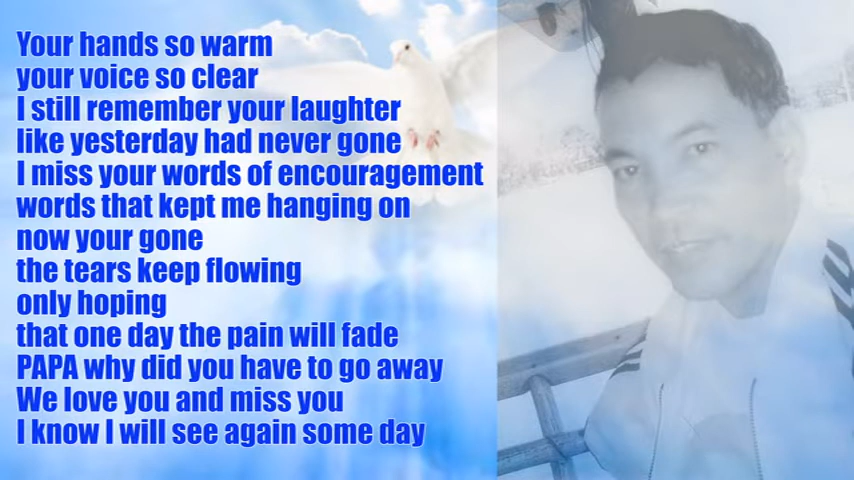 Your hands so warm
your voice so clear
I still remember your laughter
like yesterday had never gone
I miss your words of encouragement
words that kept me hanging on
now your gone
the tears keep flowing
only hoping
that one day the pain will fade
PAPA why did you have to go away
We love you and miss you
I know I will see again some day